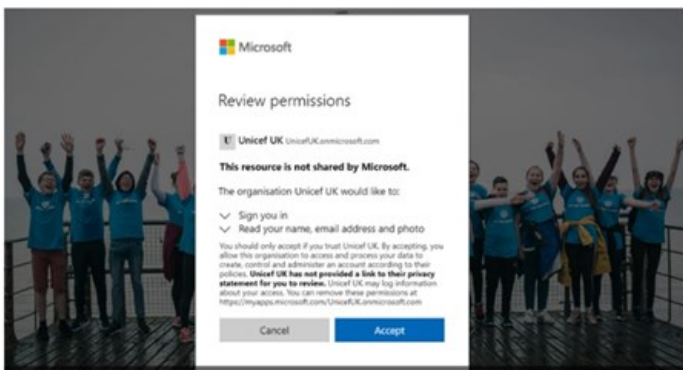 Microsoft
Review permissions
U Unicef UK UnicefUK.onmicrosoft.com
This resource is not shared by Microsoft.
The organisation Unicef UK would like to:
Sign you in
Read your name, email address and photo
You should only accept if you trust Unicef UK. By accepting, you
allow this organisation to access and process your data to
create, control and administer an account according to their
policies. Unicef UK has not provided a link to their privacy
statement for you to review. Unicef UK may log information
about your access. You can remove these permissions at
https://myapps.microsoft.com/UnicefUK.onmicrosoft.com
Cancel Accept